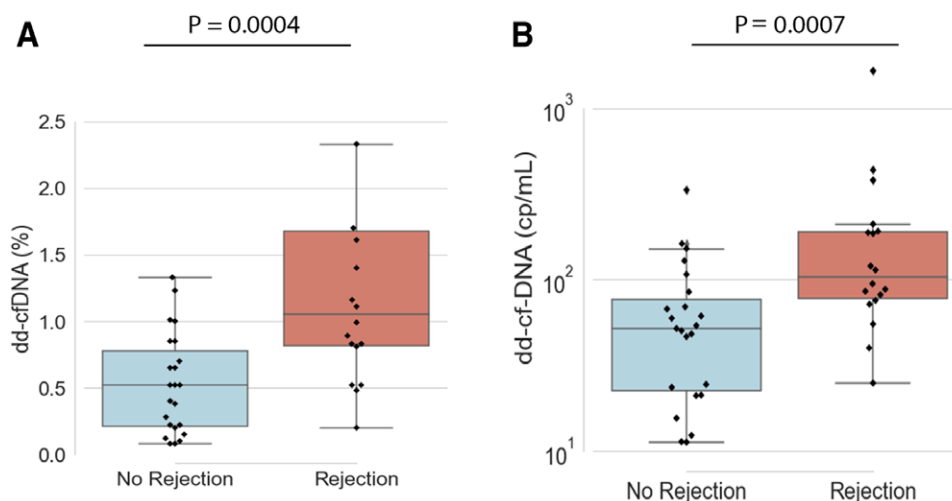 A
P = 0.0004
dd-cfDNA (%)
2.5
2.0
1.5
1.0
0.5
0.0
No Rejection
Rejection
B
P = 0.0007
dd-cf-DNA (cp/mL)
10³
10²
10¹
No Rejection
Rejection